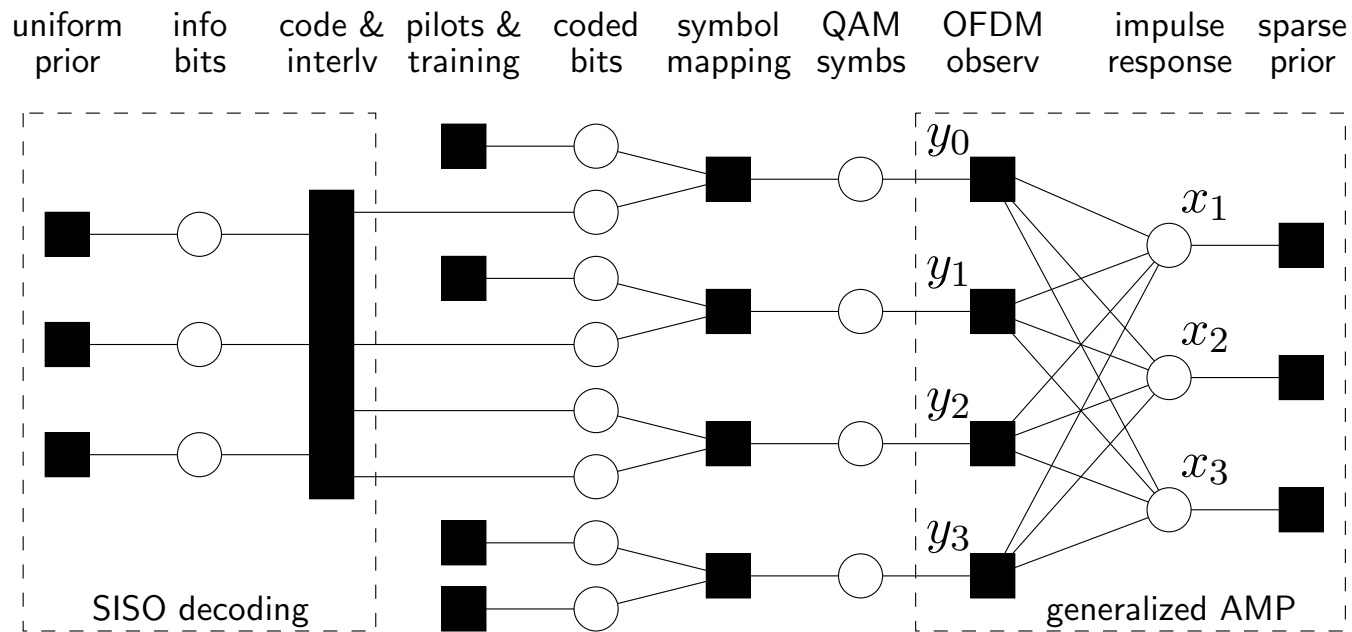 uniform prior
info bits
code & interlv
pilots & training
coded bits
symbol mapping
QAM symbs
OFDM observ
impulse response
sparse prior
y0
x1
y1
x2
y2
x3
y3
SISO decoding
generalized AMP